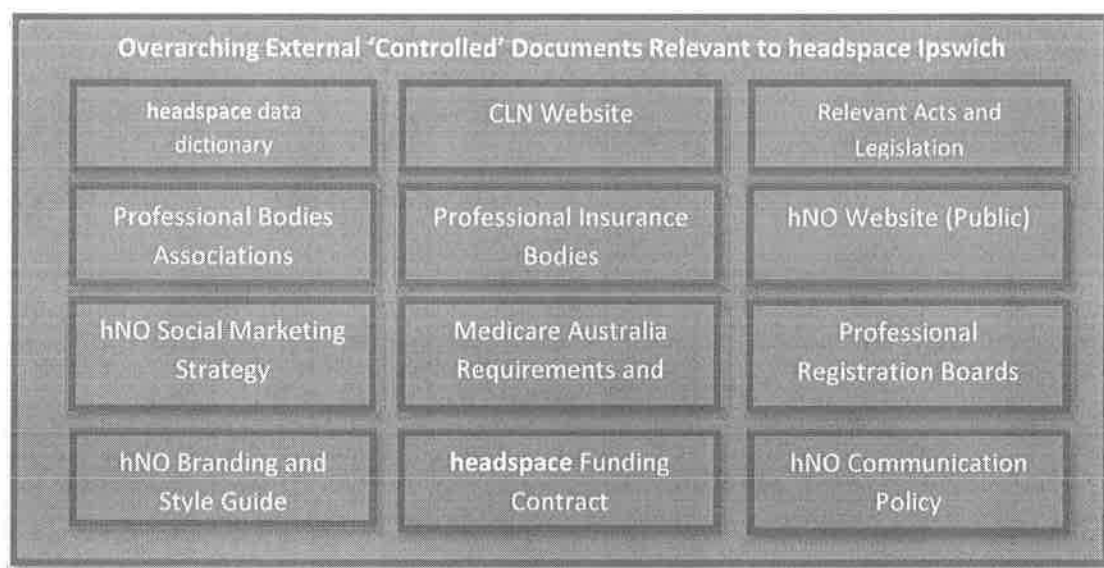 Overarching External ‘Controlled’ Documents Relevant to headspace Ipswich
headspace data
dictionary
CLN Website
Relevant Acts and
Legislation
Professional Bodies
Associations
Professional Insurance
Bodies
hNO Website (Public)
hNO Social Marketing
Strategy
Medicare Australia
Requirements and
Professional
Registration Boards
hNO Branding and
Style Guide
headspace Funding
Contract
hNO Communication
Policy